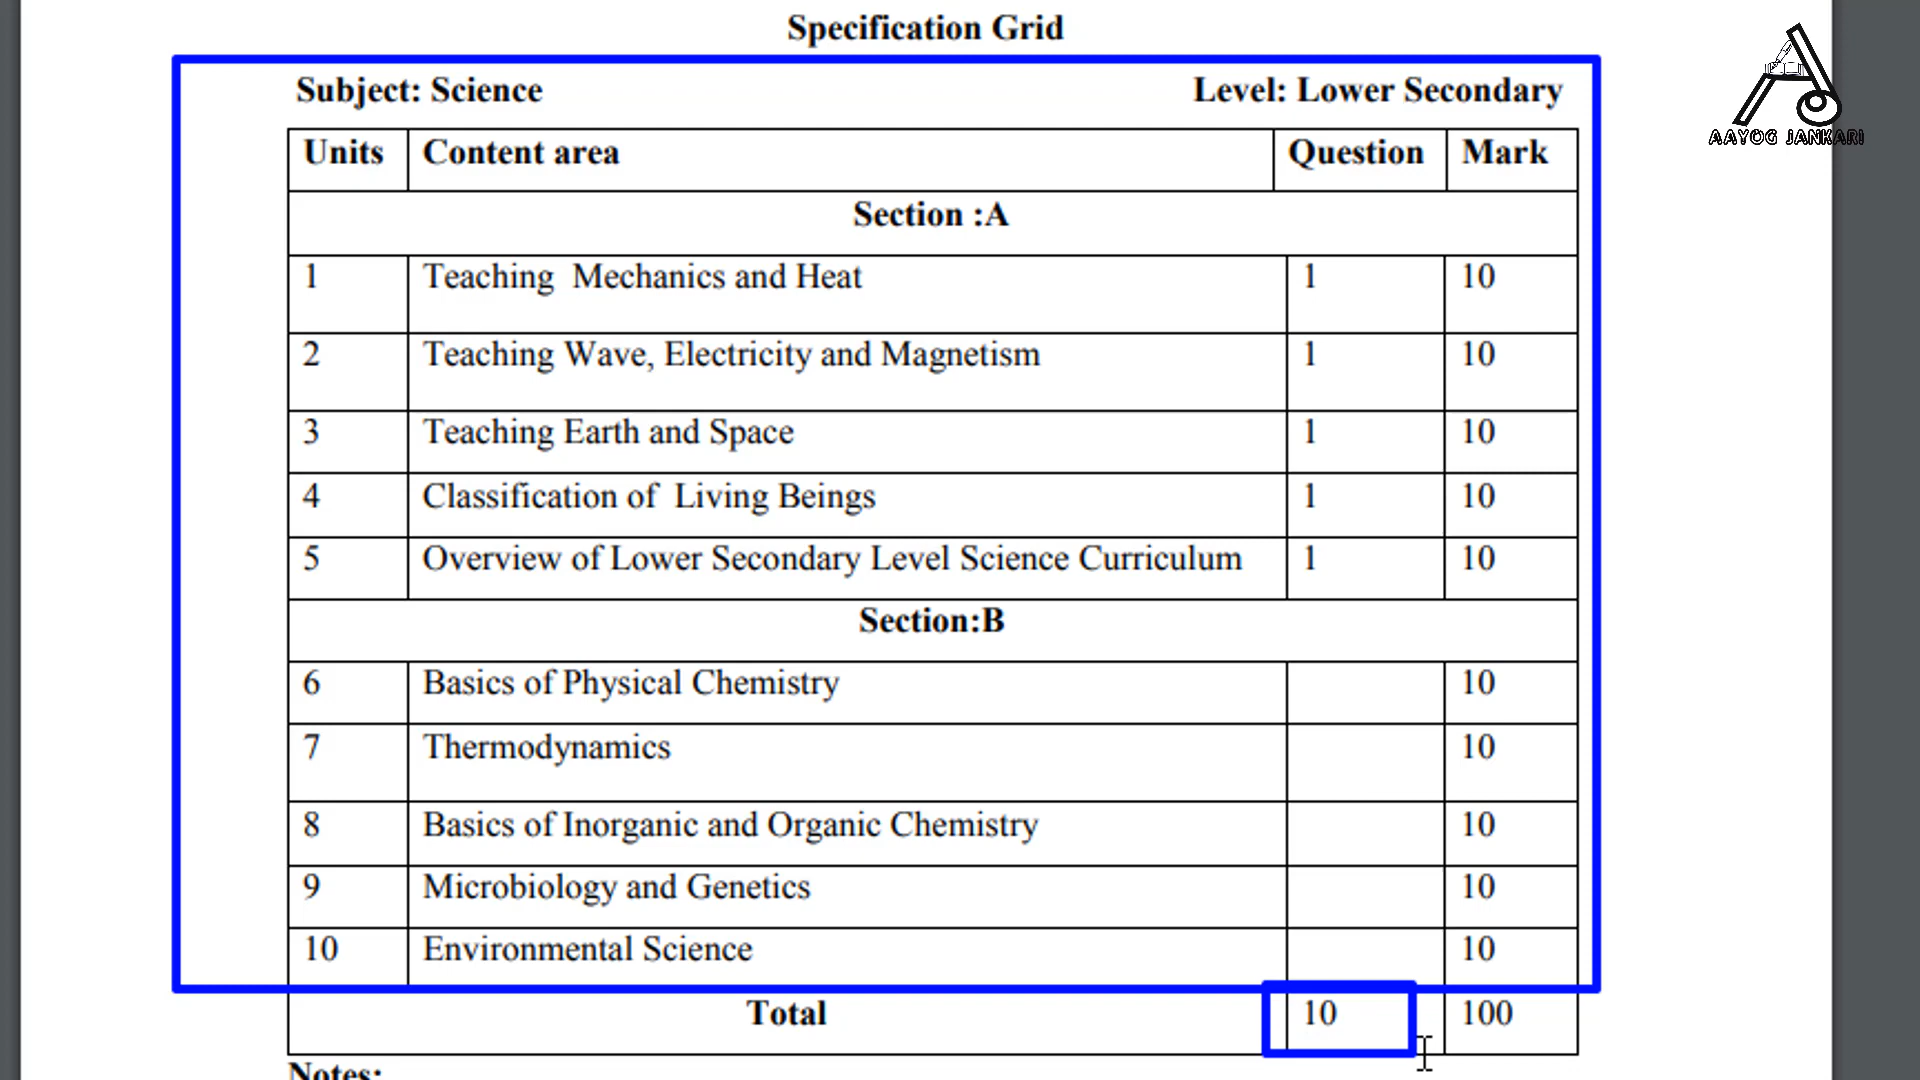 Specification Grid
Subject: Science Level: Lower Secondary
Units Content area Question Mark
Section :A
1 Teaching Mechanics and Heat 1 10
2 Teaching Wave, Electricity and Magnetism 1 10
3 Teaching Earth and Space 1 10
4 Classification of Living Beings 1 10
5 Overview of Lower Secondary Level Science Curriculum 1 10
Section:B
6 Basics of Physical Chemistry 10
7 Thermodynamics 10
8 Basics of Inorganic and Organic Chemistry 10
9 Microbiology and Genetics 10
10 Environmental Science 10
Total 10 100
Notes:
AAYOG JANKARI